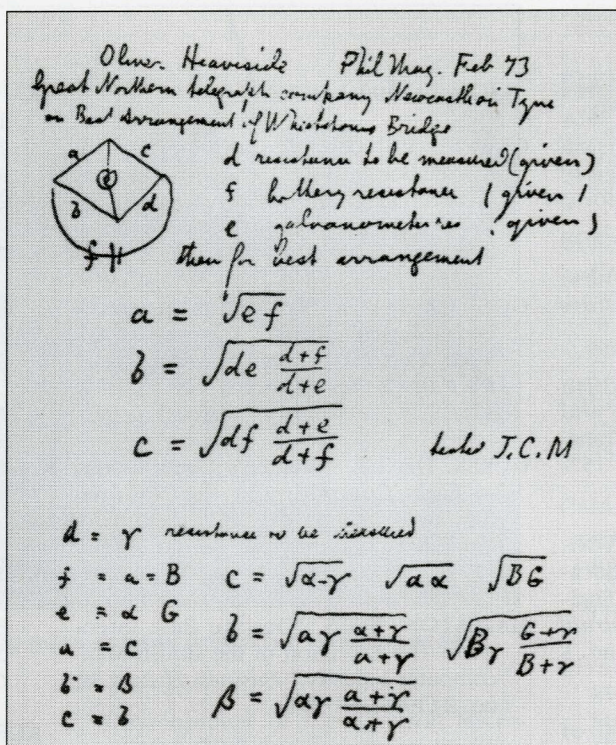 Oliver Heaviside Phil Mag. Feb 73
Great Northern telegraph company Newcastle on Tyne
on Best arrangement of Wheatstones Bridge
a c
e
b d
f
d resistance to be measured (given)
f battery resistance (given)
e galvanometer res (given)
then for best arrangement
a = √ef
b = √de d+f/d+e
c = √df d+e/d+f J.C.M
d = γ resistance to be measured
f = a = B c = √α-γ √aα √BG
e = α G
a = c b = √aγ α+γ/a+γ √Bγ G+γ/B+γ
b = β
c = b β = √αγ a+γ/α+γ